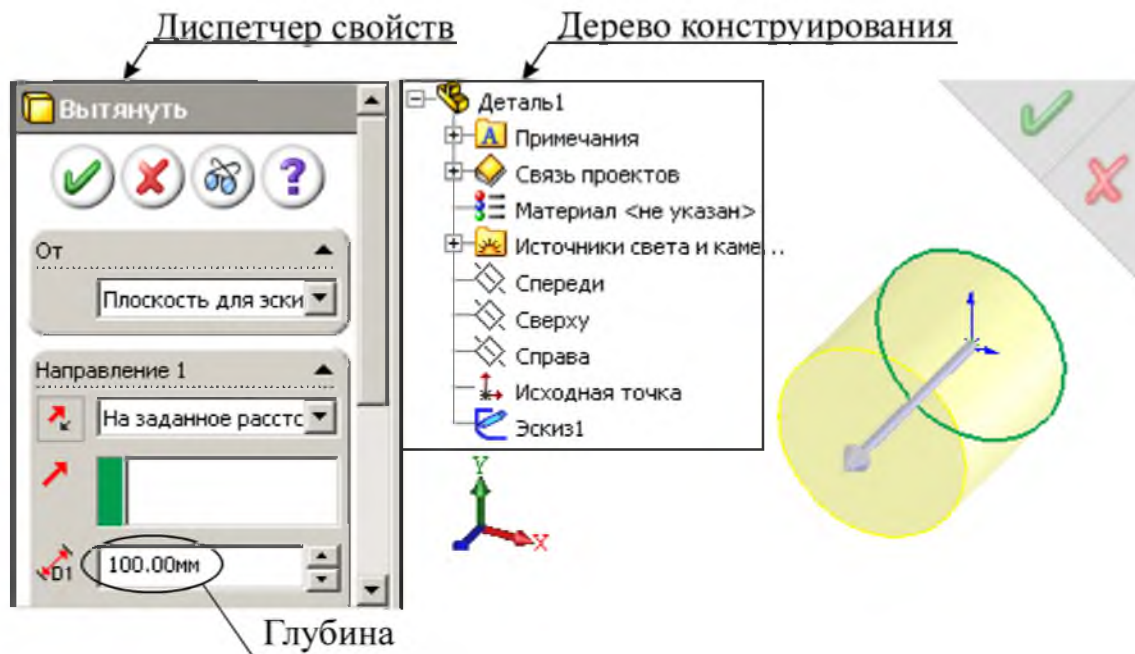 Диспетчер свойств
Дерево конструирования
Вытянуть
?
От
Плоскость для эски
Направление 1
На заданное расстс
D1
100.00мм
Глубина
Деталь1
A
Примечания
Связь проектов
Материал <не указан>
Источники света и каме...
Спереди
Сверху
Справа
Исходная точка
Эскиз1
Y
X